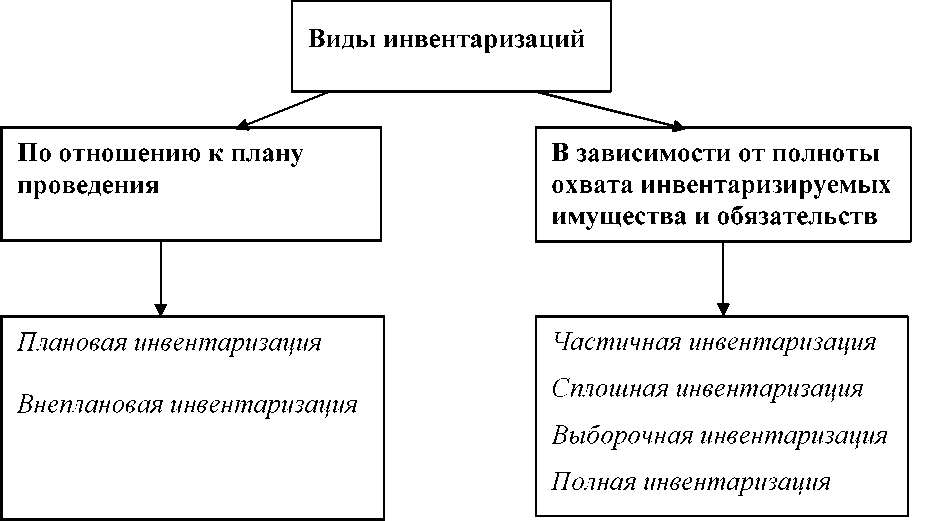 Виды инвентаризаций
По отношению к плану
проведения
В зависимости от полноты
охвата инвентаризируемых
имущества и обязательств
Плановая инвентаризация
Внеплановая инвентаризация
Частичная инвентаризация
Сплошная инвентаризация
Выборочная инвентаризация
Полная инвентаризация